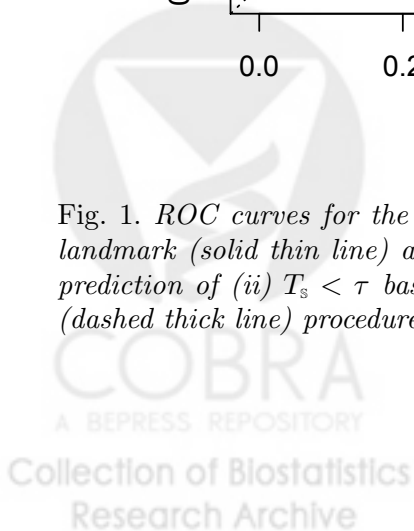 0.0 0.2
Fig. 1. ROC curves for the
landmark (solid thin line) a
prediction of (ii) T𝕤 < τ bas
(dashed thick line) procedure
COBRA
A BEPRESS REPOSITORY
Collection of Biostatistics
Research Archive